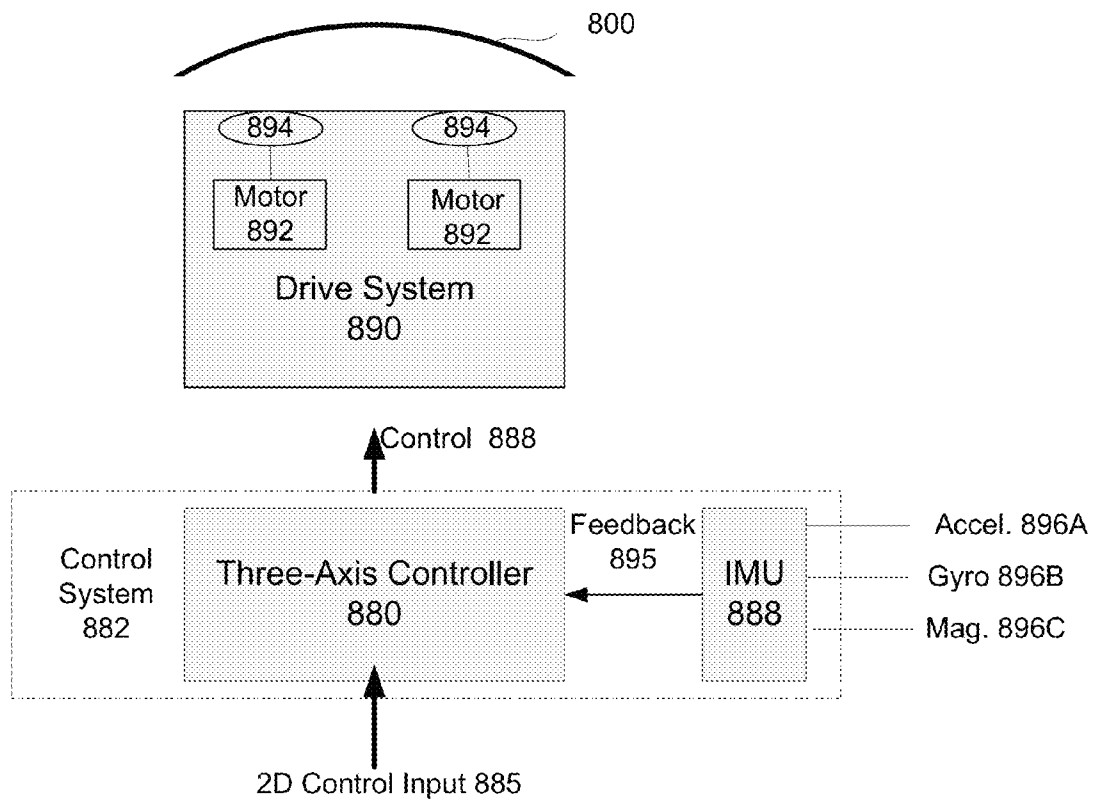 800
894 894
Motor
892
Motor
892
Drive System
890
Control 888
Control
System
882
Three-Axis Controller
880
Feedback
895
IMU
888
Accel. 896A
Gyro 896B
Mag. 896C
2D Control Input 885